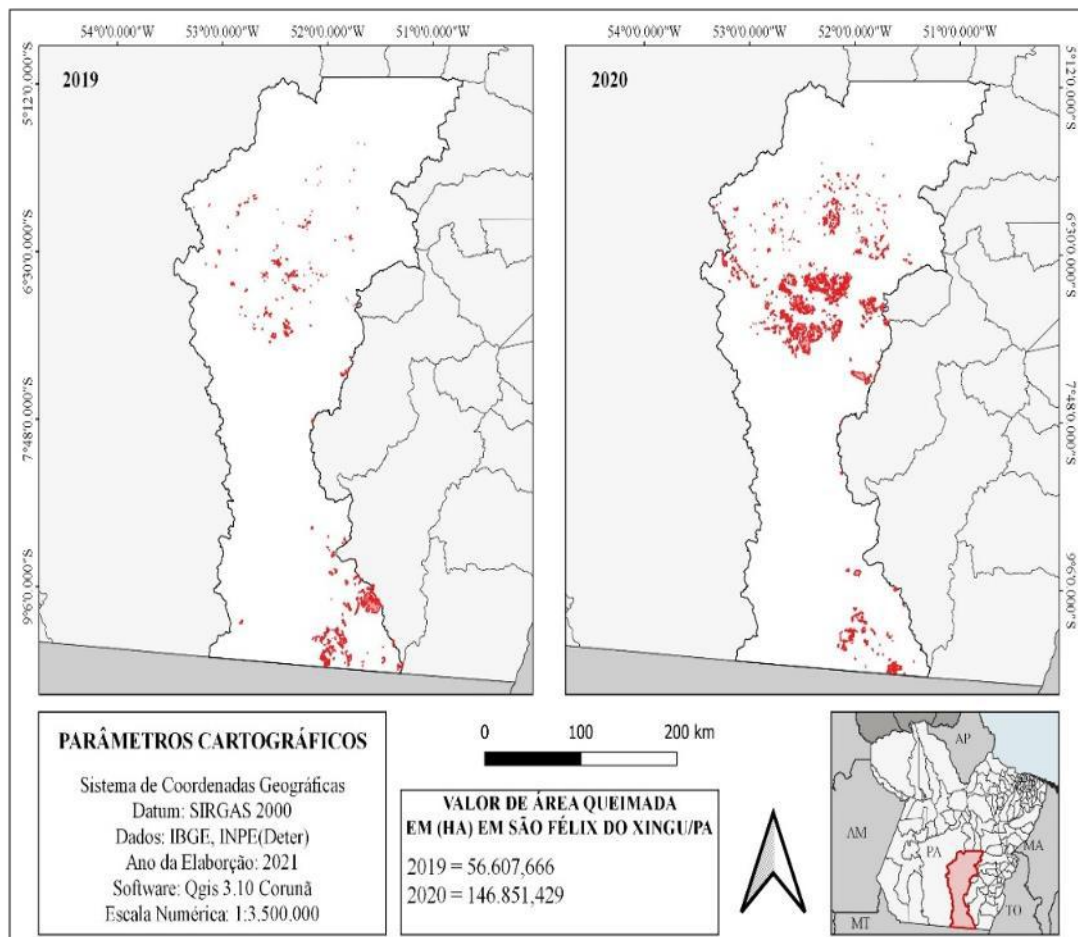 54°0'0.000"W 53°0'0.000"W 52°0'0.000"W 51°0'0.000"W
54°0'0.000"W 53°0'0.000"W 52°0'0.000"W 51°0'0.000"W
5°12'0.000"S
6°30'0.000"S
7°48'0.000"S
9°6'0.000"S
2019
2020
5°12'0.000"S
6°30'0.000"S
7°48'0.000"S
9°6'0.000"S
PARÂMETROS CARTOGRÁFICOS
Sistema de Coordenadas Geográficas
Datum: SIRGAS 2000
Dados: IBGE, INPE(Deter)
Ano da Elaborção: 2021
Software: Qgis 3.10 Corunã
Escala Numérica: 1:3.500.000
0 100 200 km
VALOR DE ÁREA QUEIMADA
EM (HA) EM SÃO FÉLIX DO XINGU/PA
2019 = 56.607,666
2020 = 146.851,429
AP
AM
PA
MA
TO
MT